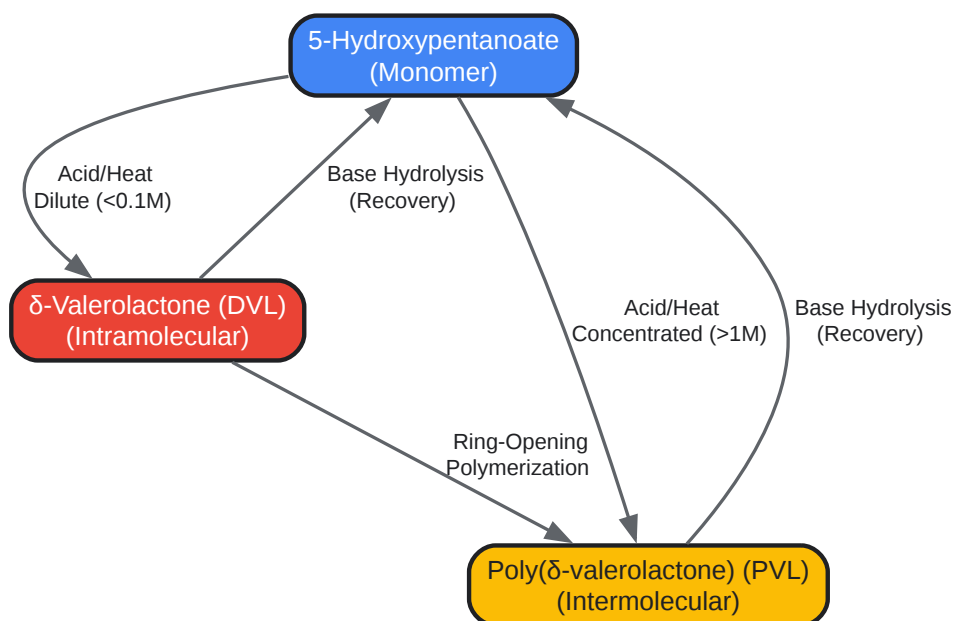 5-Hydroxypentanoate
(Monomer)
Acid/Heat
Dilute (<0.1M)
Base Hydrolysis
(Recovery)
δ-Valerolactone (DVL)
(Intramolecular)
Acid/Heat
Concentrated (>1M)
Base Hydrolysis
(Recovery)
Ring-Opening
Polymerization
Poly(δ-valerolactone) (PVL)
(Intermolecular)